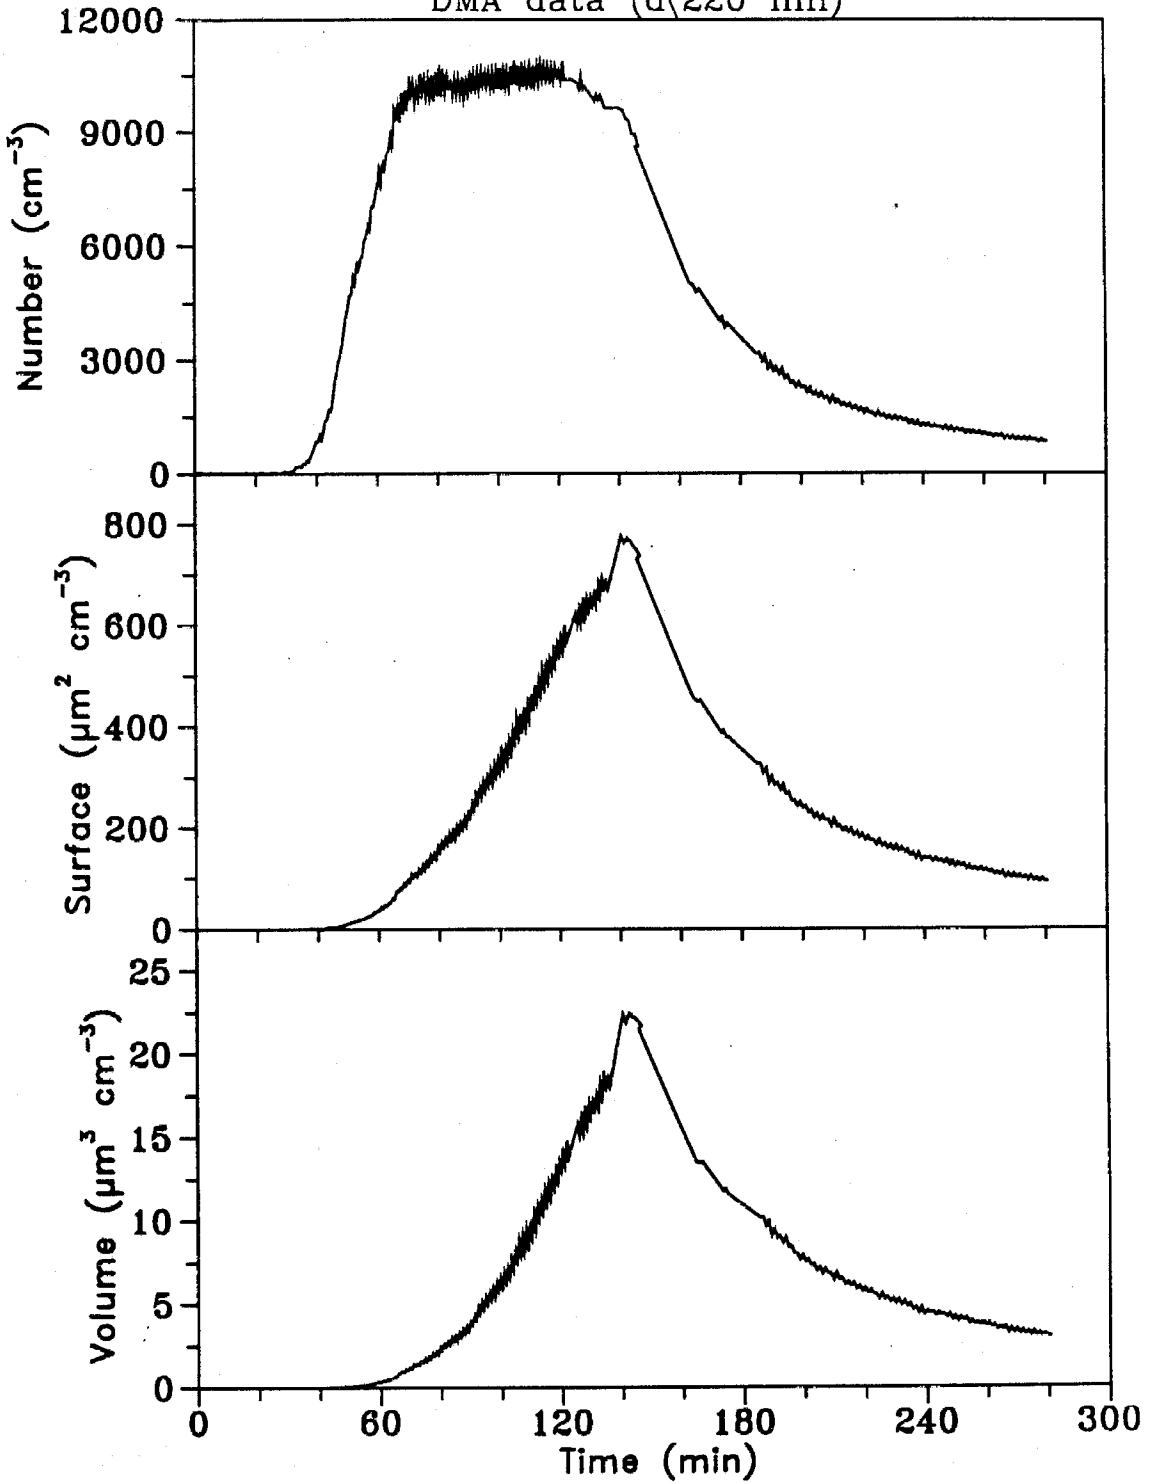 DMA data (d(220 nm)
12000
9000
6000
3000
0
Number (cm⁻³)
800
600
400
200
0
Surface (µm² cm⁻³)
25
20
15
10
5
0
Volume (µm³ cm⁻³)
0 60 120 180 240 300
Time (min)